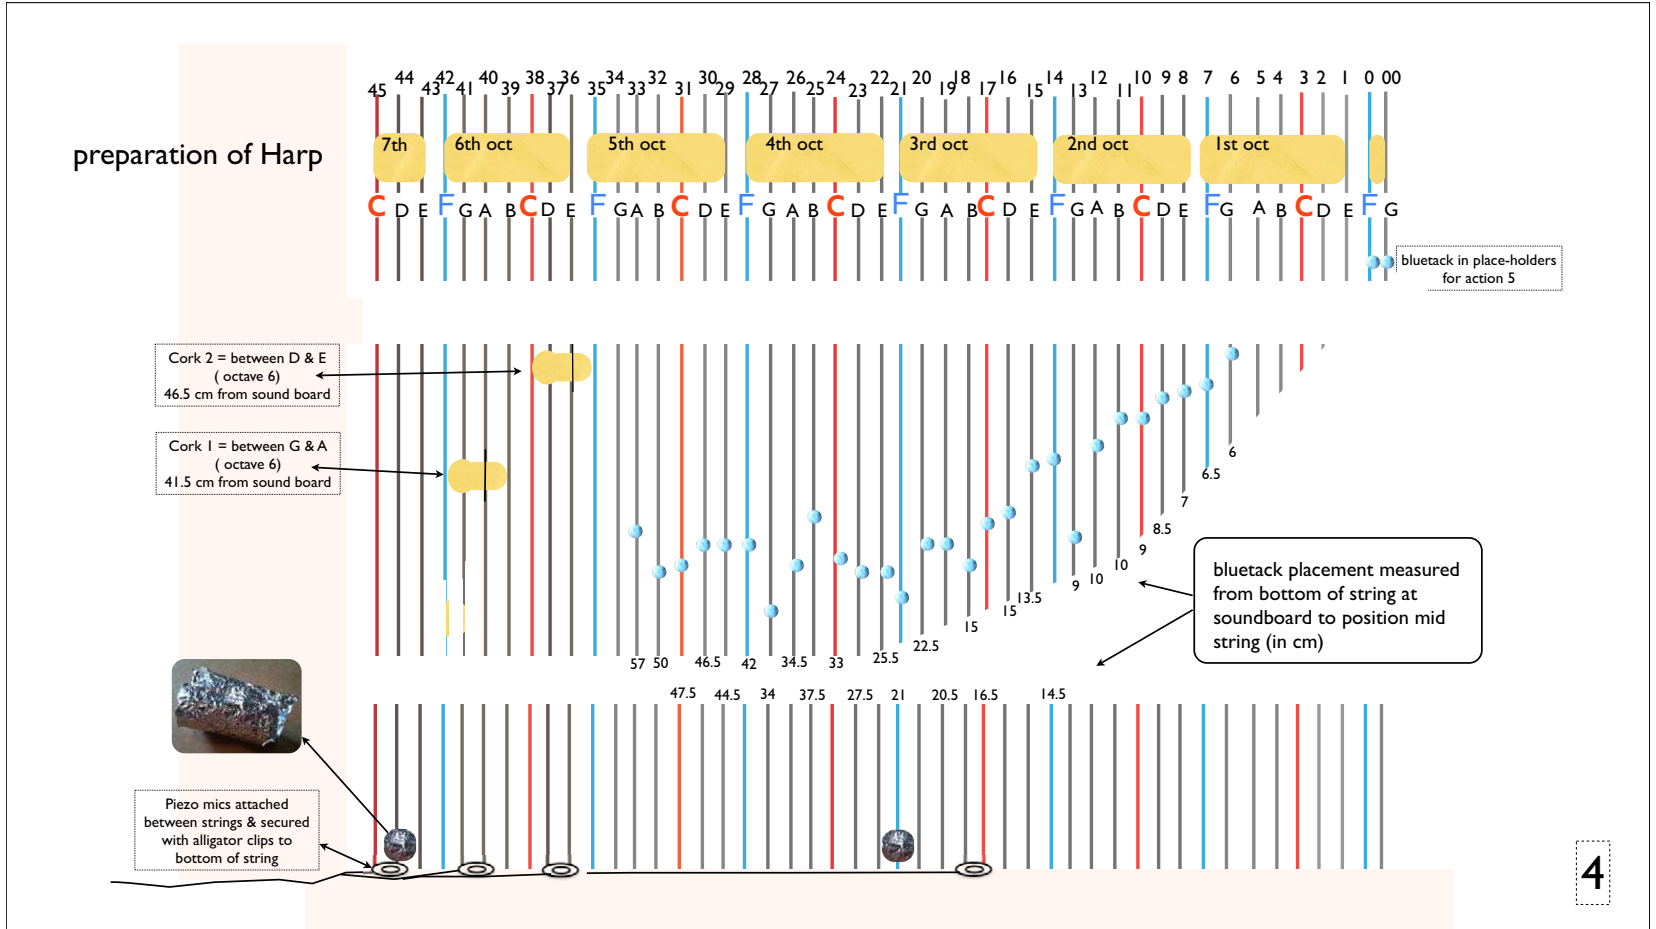 44 42 40 38 36 34 32 30 28 26 24 22 20 18 16 14 12 10 9 8 7 6 5 4 3 2 1 0 00
45 43 41 39 37 35 33 31 29 27 25 23 21 19 17 15 13 11
preparation of Harp
7th 6th oct 5th oct 4th oct 3rd oct 2nd oct 1st oct
C D E F G A B C D E F G A B C D E F G A B C D E F G A B C D E F G A B C D E F G A B C D E F G
bluetack in place-holders
for action 5
Cork 2 = between D & E
( octave 6)
46.5 cm from sound board
Cork 1 = between G & A
( octave 6)
41.5 cm from sound board
57 50 46.5 42 34.5 33 25.5 22.5 15 15 13.5 9 10 10 9 8.5 7 6.5 6
bluetack placement measured
from bottom of string at
soundboard to position mid
string (in cm)
47.5 44.5 34 37.5 27.5 21 20.5 16.5 14.5
Piezo mics attached
between strings & secured
with alligator clips to
bottom of string
4